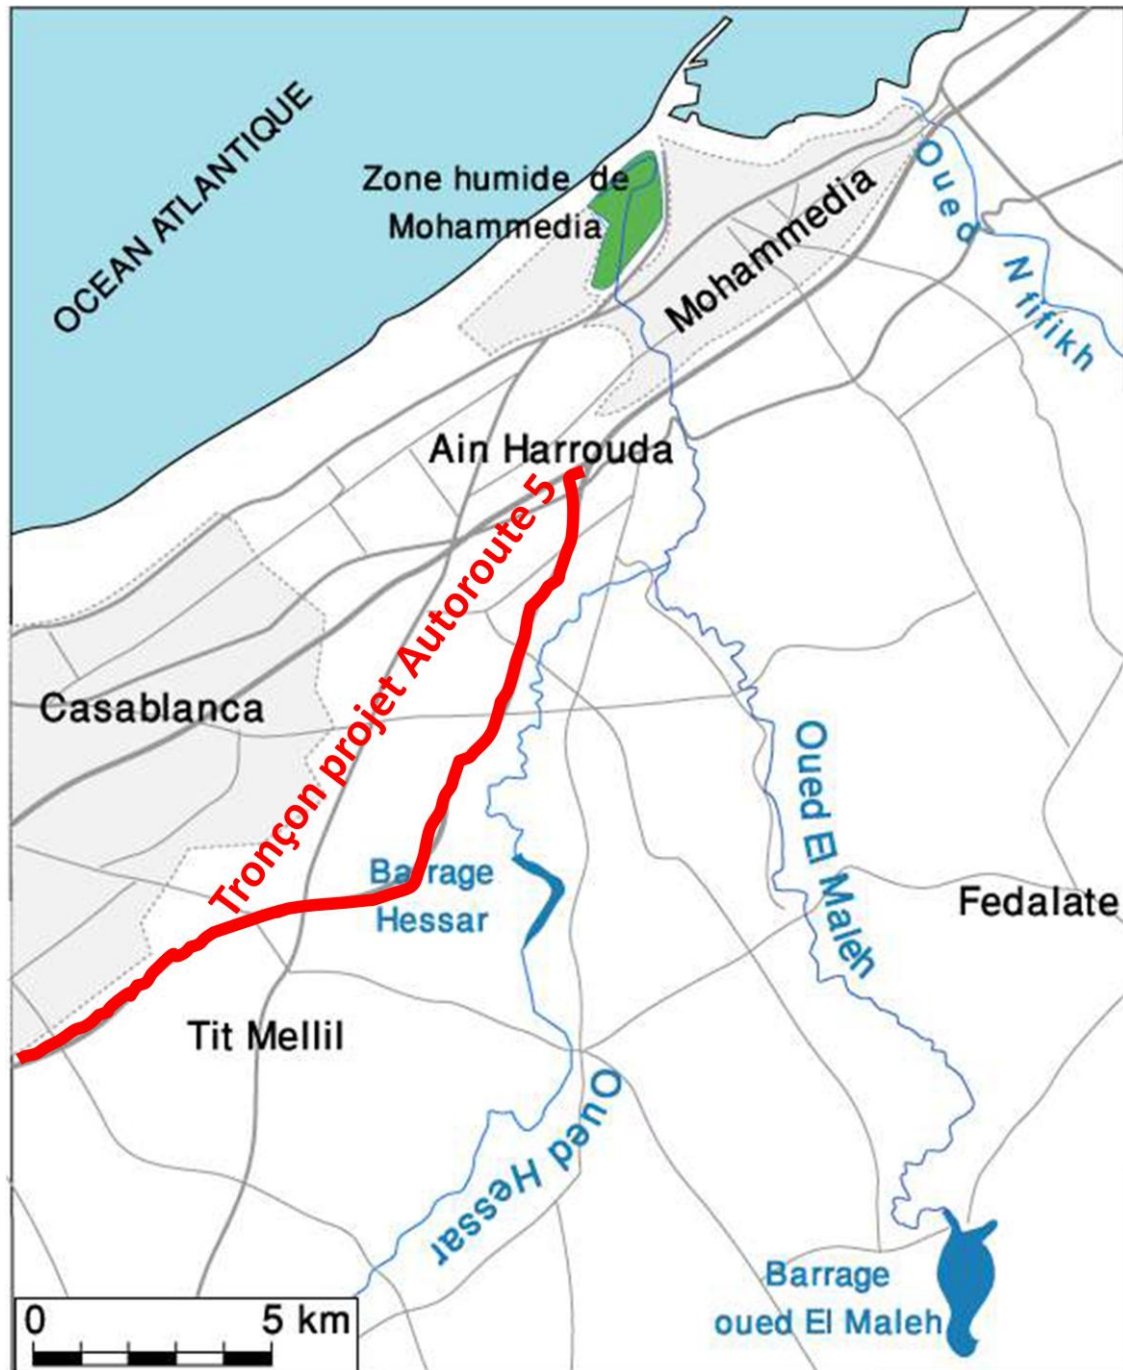 OCEAN ATLANTIQUE
Zone humide de
Mohammedia
Mohammedia
Oued
Nfifikh
Ain Harrouda
Tronçon projet Autoroute 5
Casablanca
Oued El Maleh
Barrage
Hessar
Fedalate
Tit Mellil
Oued Hessar
Barrage
oued El Maleh
0 5 km